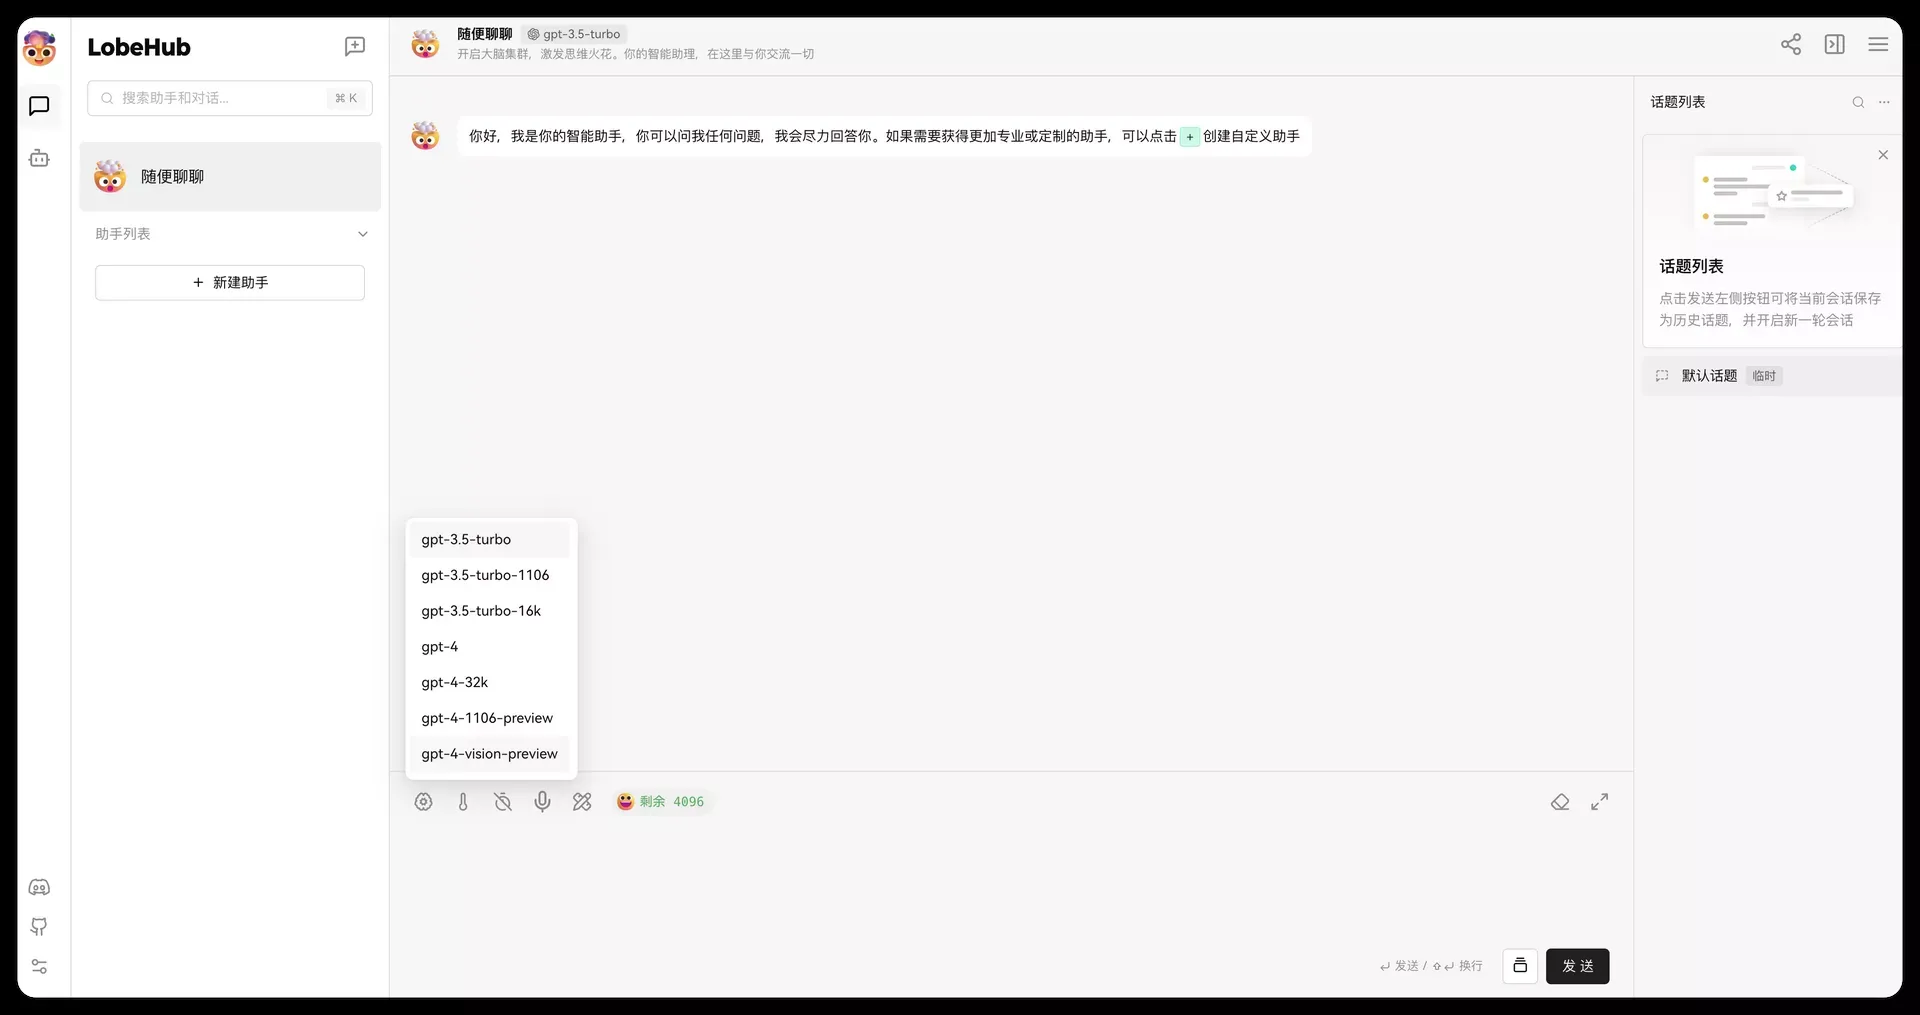 LobeHub
搜索助手和对话...
⌘ K
随便聊聊
助手列表
+ 新建助手
随便聊聊 gpt-3.5-turbo
开启大脑集群，激发思维火花。你的智能助理，在这里与你交流一切
你好，我是你的智能助手，你可以问我任何问题，我会尽力回答你。如果需要获得更加专业或定制的助手，可以点击 + 创建自定义助手
gpt-3.5-turbo
gpt-3.5-turbo-1106
gpt-3.5-turbo-16k
gpt-4
gpt-4-32k
gpt-4-1106-preview
gpt-4-vision-preview
剩余 4096
↵ 发送 / ⇧ ↵ 换行
发 送
话题列表
话题列表
点击发送左侧按钮可将当前会话保存
为历史话题，并开启新一轮会话
默认话题 临时